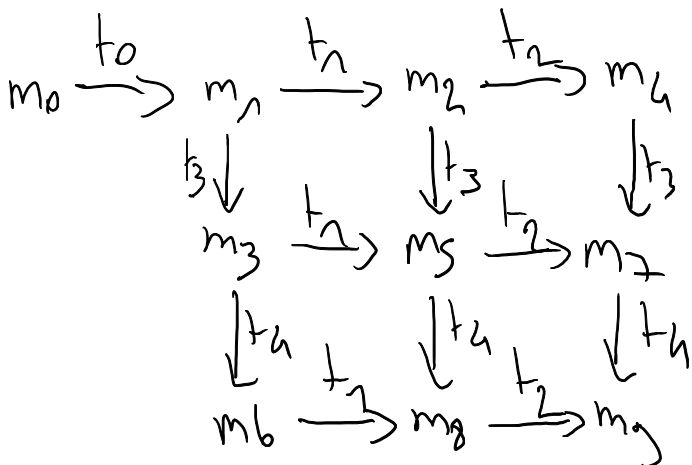 t0 t1 t2
m0 m1 m2 m4
t3 t3 t3
t1 t2
m3 m5 m7
t4 t4 t4
t1 t2
m6 m8 m9